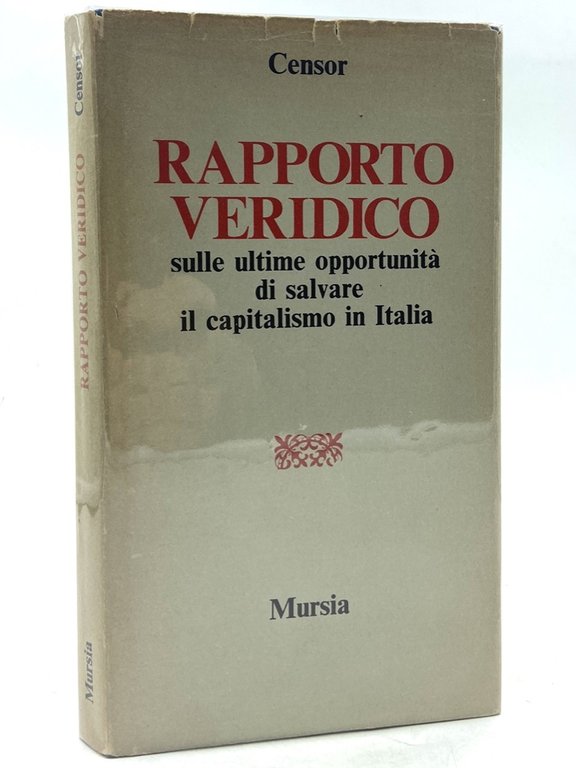 Censor
RAPPORTO
VERIDICO
sulle ultime opportunità
di salvare
il capitalismo in Italia
Mursia
Censor
RAPPORTO VERIDICO
Mursia